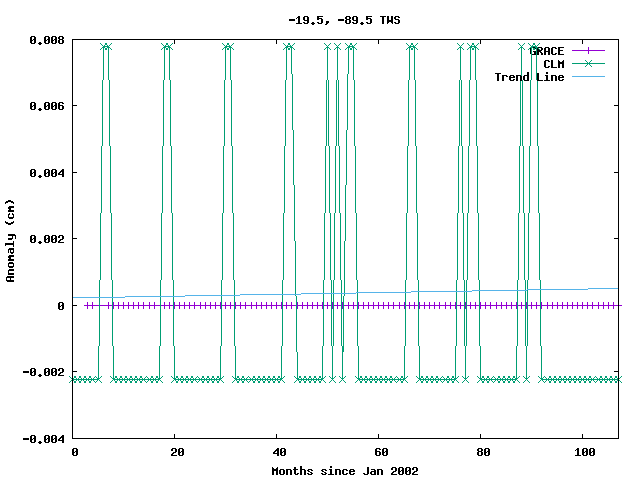 -19.5, -89.5 TWS
GRACE
CLM
Trend Line
0.008
0.006
0.004
0.002
0
-0.002
-0.004
Anomaly (cm)
0 20 40 60 80 100
Months since Jan 2002